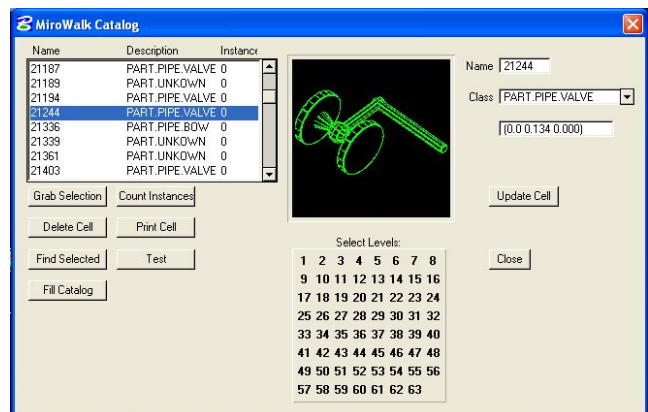 MiroWalk Catalog
Name Description Instance
21187 PART.PIPE.VALVE 0
21189 PART.UNKOWN 0
21194 PART.PIPE.VALVE 0
21244 PART.PIPE.VALVE 0
21336 PART.PIPE.BOW 0
21339 PART.UNKOWN 0
21361 PART.UNKOWN 0
21403 PART.PIPE.VALVE 0
Name 21244
Class PART.PIPE.VALVE
(0.0 0.134 0.000)
Grab Selection Count Instances
Update Cell
Delete Cell Print Cell
Find Selected Test
Close
Fill Catalog
Select Levels:
1 2 3 4 5 6 7 8
9 10 11 12 13 14 15 16
17 18 19 20 21 22 23 24
25 26 27 28 29 30 31 32
33 34 35 36 37 38 39 40
41 42 43 44 45 46 47 48
49 50 51 52 53 54 55 56
57 58 59 60 61 62 63